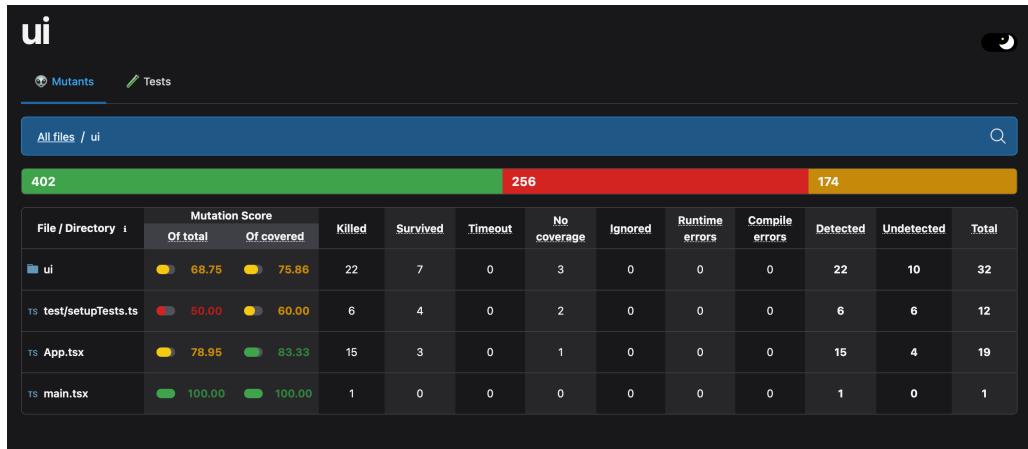 ui
Mutants Tests
All files / ui
402 256 174
File / Directory i Mutation Score Of total Of covered Killed Survived Timeout No coverage Ignored Runtime errors Compile errors Detected Undetected Total
ui 68.75 75.86 22 7 0 3 0 0 0 22 10 32
TS test/setupTests.ts 50.00 60.00 6 4 0 2 0 0 0 6 6 12
TS App.tsx 78.95 83.33 15 3 0 1 0 0 0 15 4 19
TS main.tsx 100.00 100.00 1 0 0 0 0 0 0 1 0 1